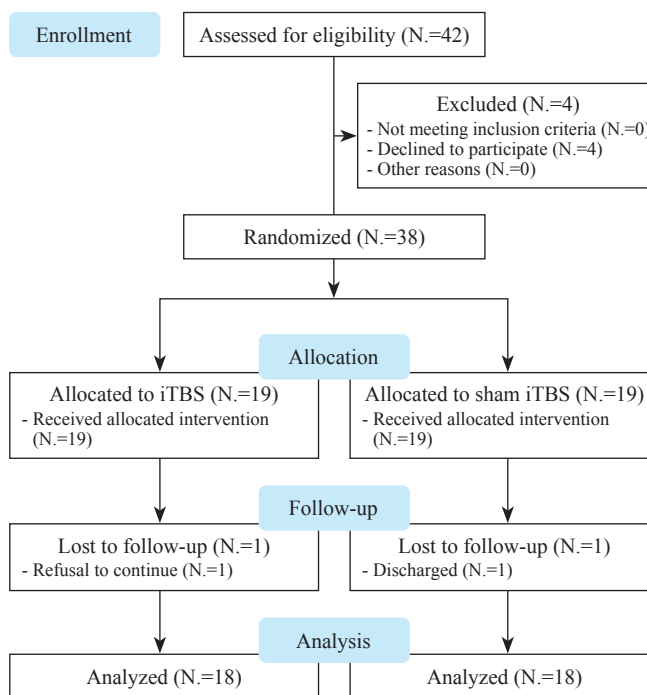 Enrollment
Assessed for eligibility (N.=42)
Excluded (N.=4)
- Not meeting inclusion criteria (N.=0)
- Declined to participate (N.=4)
- Other reasons (N.=0)
Randomized (N.=38)
Allocation
Allocated to iTBS (N.=19)
- Received allocated intervention
(N.=19)
Allocated to sham iTBS (N.=19)
- Received allocated intervention
(N.=19)
Follow-up
Lost to follow-up (N.=1)
- Refusal to continue (N.=1)
Lost to follow-up (N.=1)
- Discharged (N.=1)
Analysis
Analyzed (N.=18)
Analyzed (N.=18)